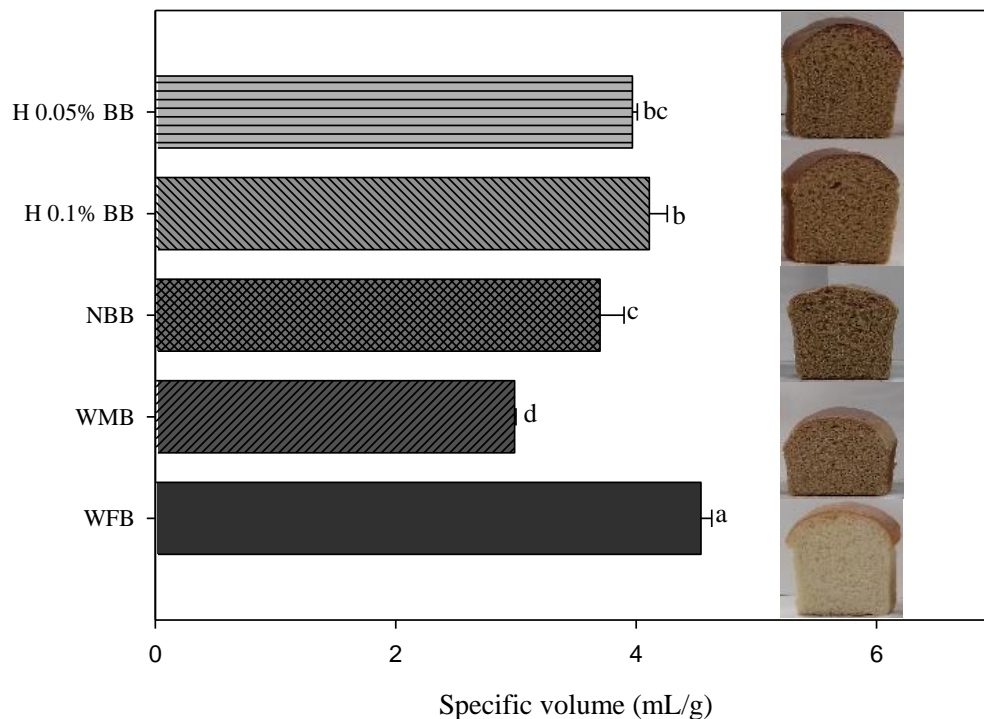 H 0.05% BB
bc
H 0.1% BB
b
NBB
c
WMB
d
WFB
a
0 2 4 6
Specific volume (mL/g)